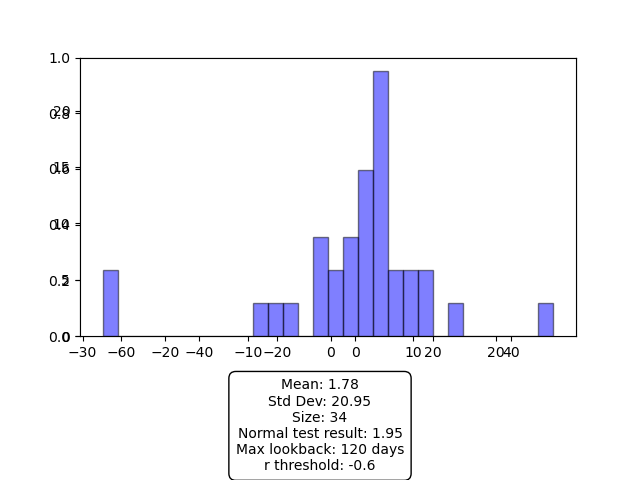 1.0
20 0.8
15 0.6
10 0.4
5 0.2
0 0.0
−30 −60 −20 −40 −10 −20 0 0 10 20 20 40
Mean: 1.78
Std Dev: 20.95
Size: 34
Normal test result: 1.95
Max lookback: 120 days
r threshold: -0.6